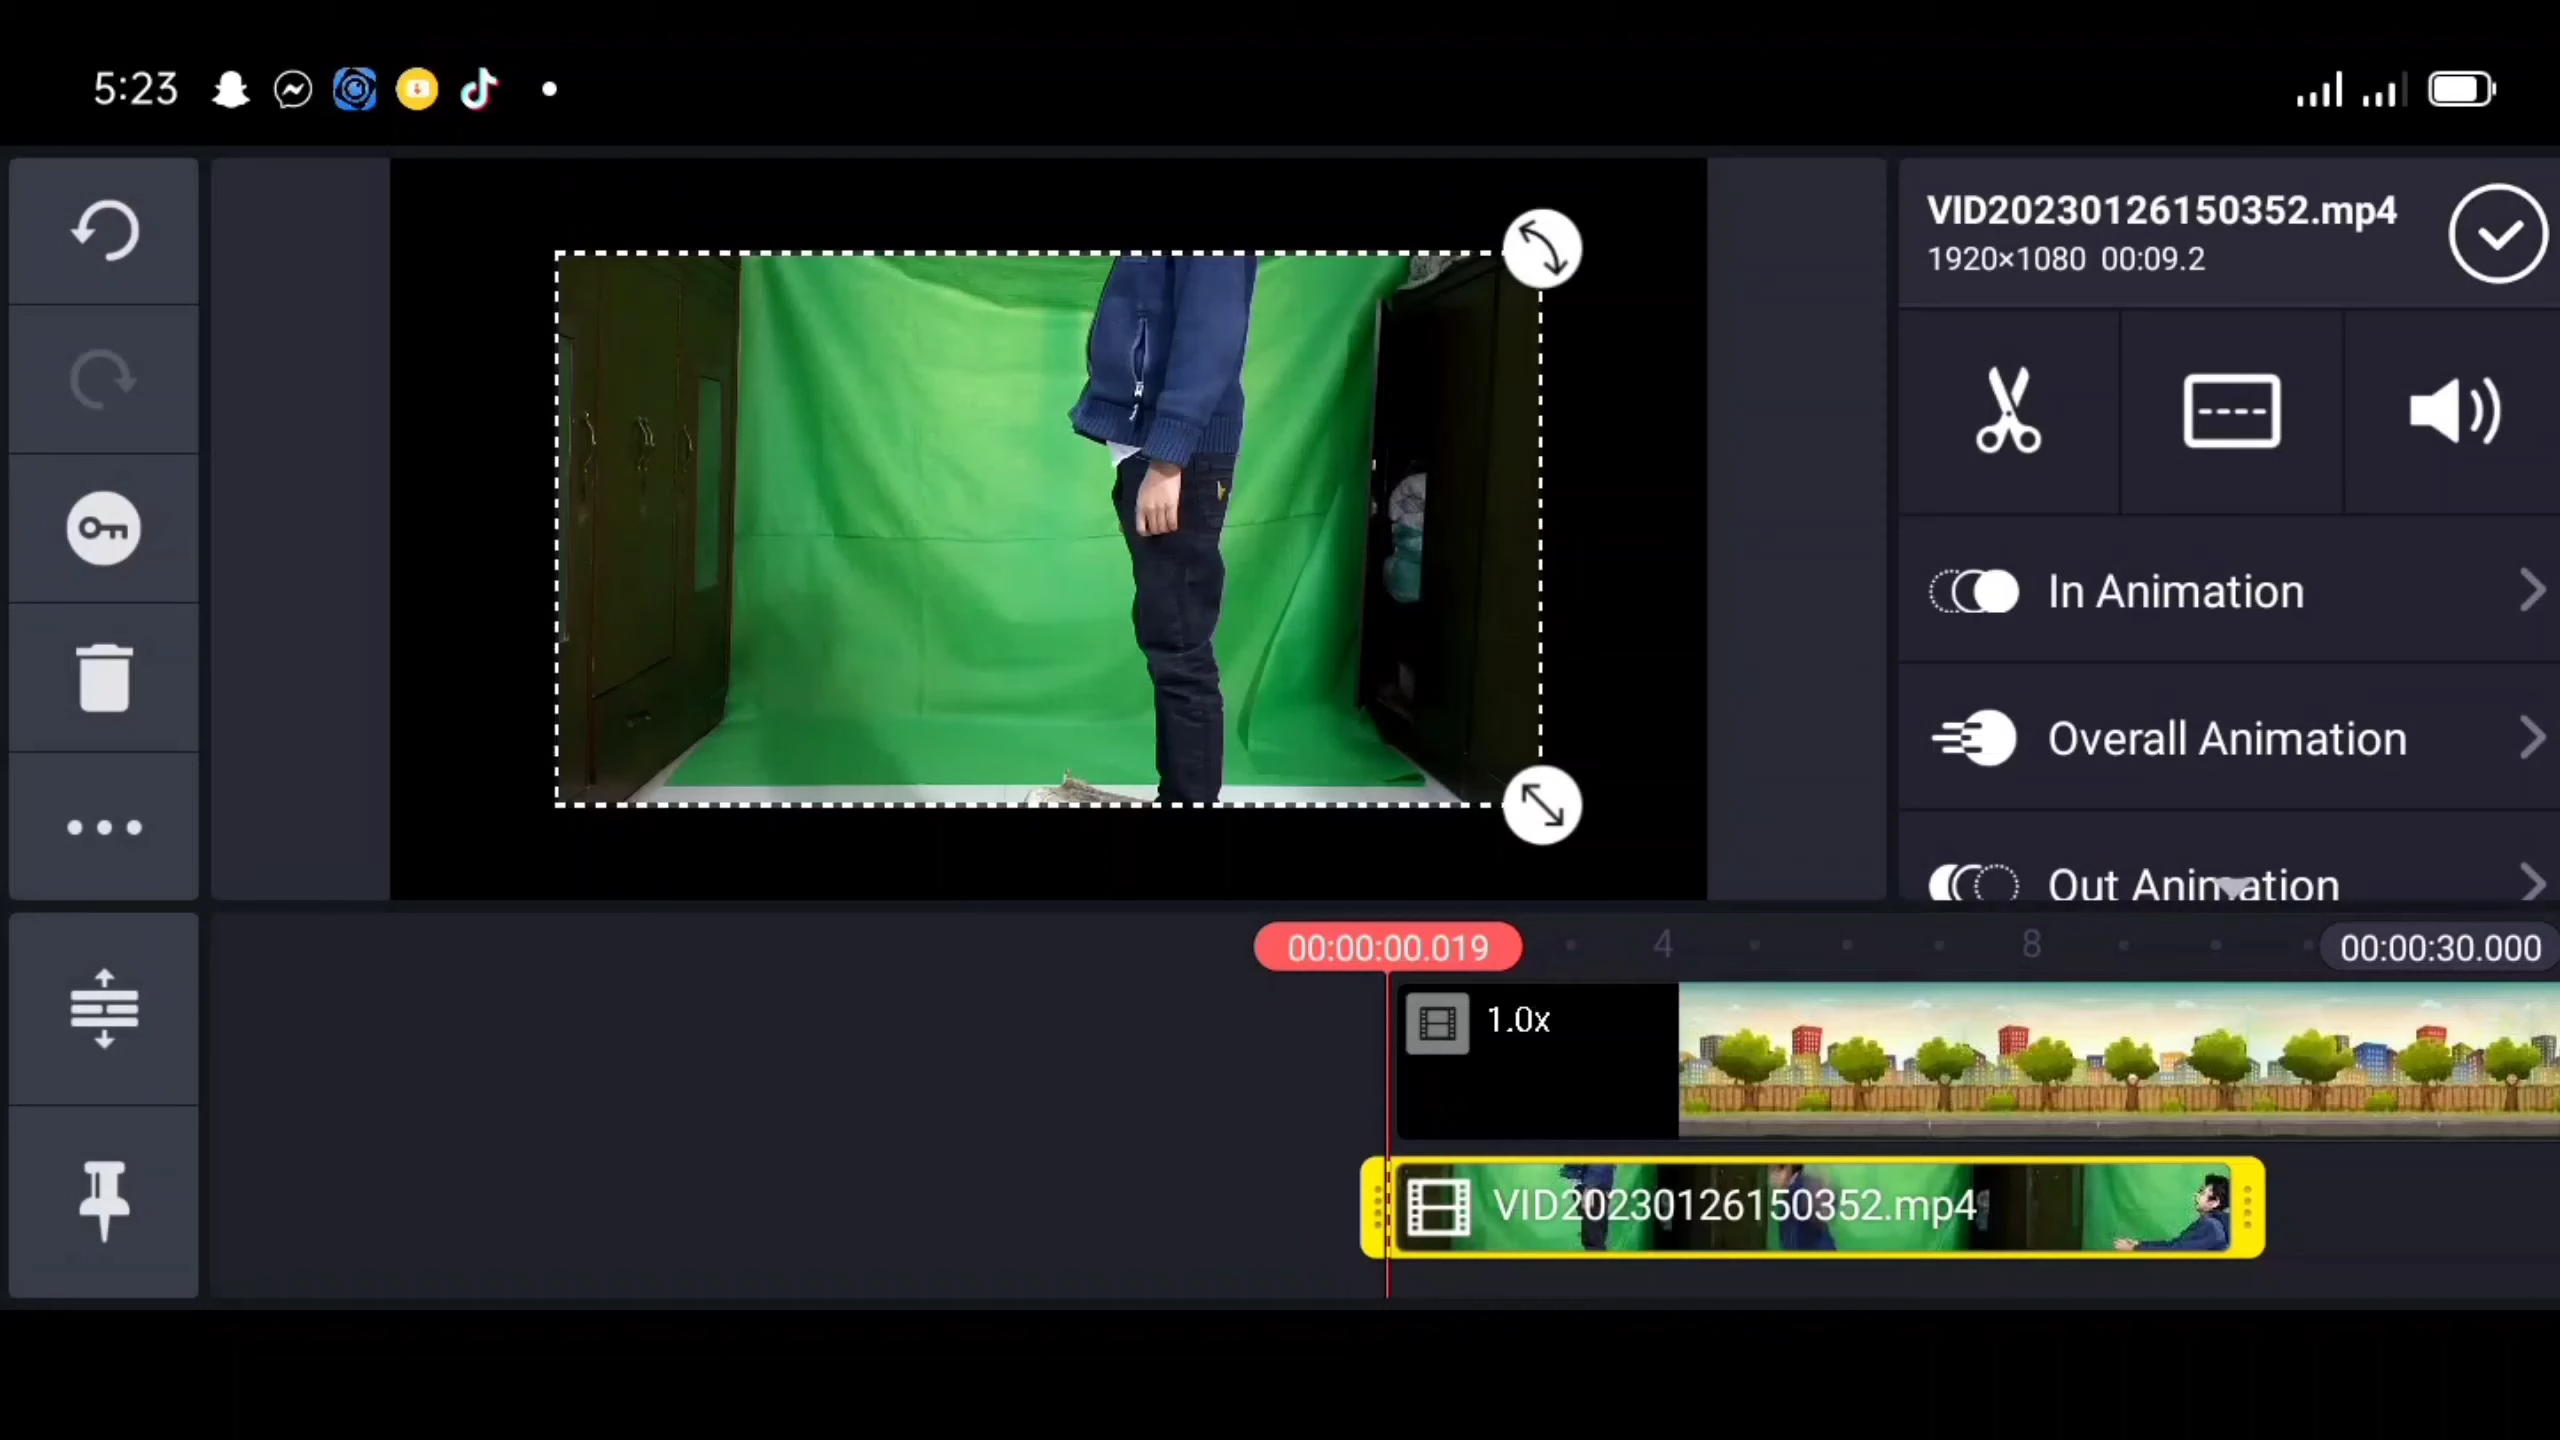 5:23
VID20230126150352.mp4
1920×1080 00:09.2
In Animation
Overall Animation
Out Animation
00:00:00.019
4
8
00:00:30.000
1.0x
VID20230126150352.mp4